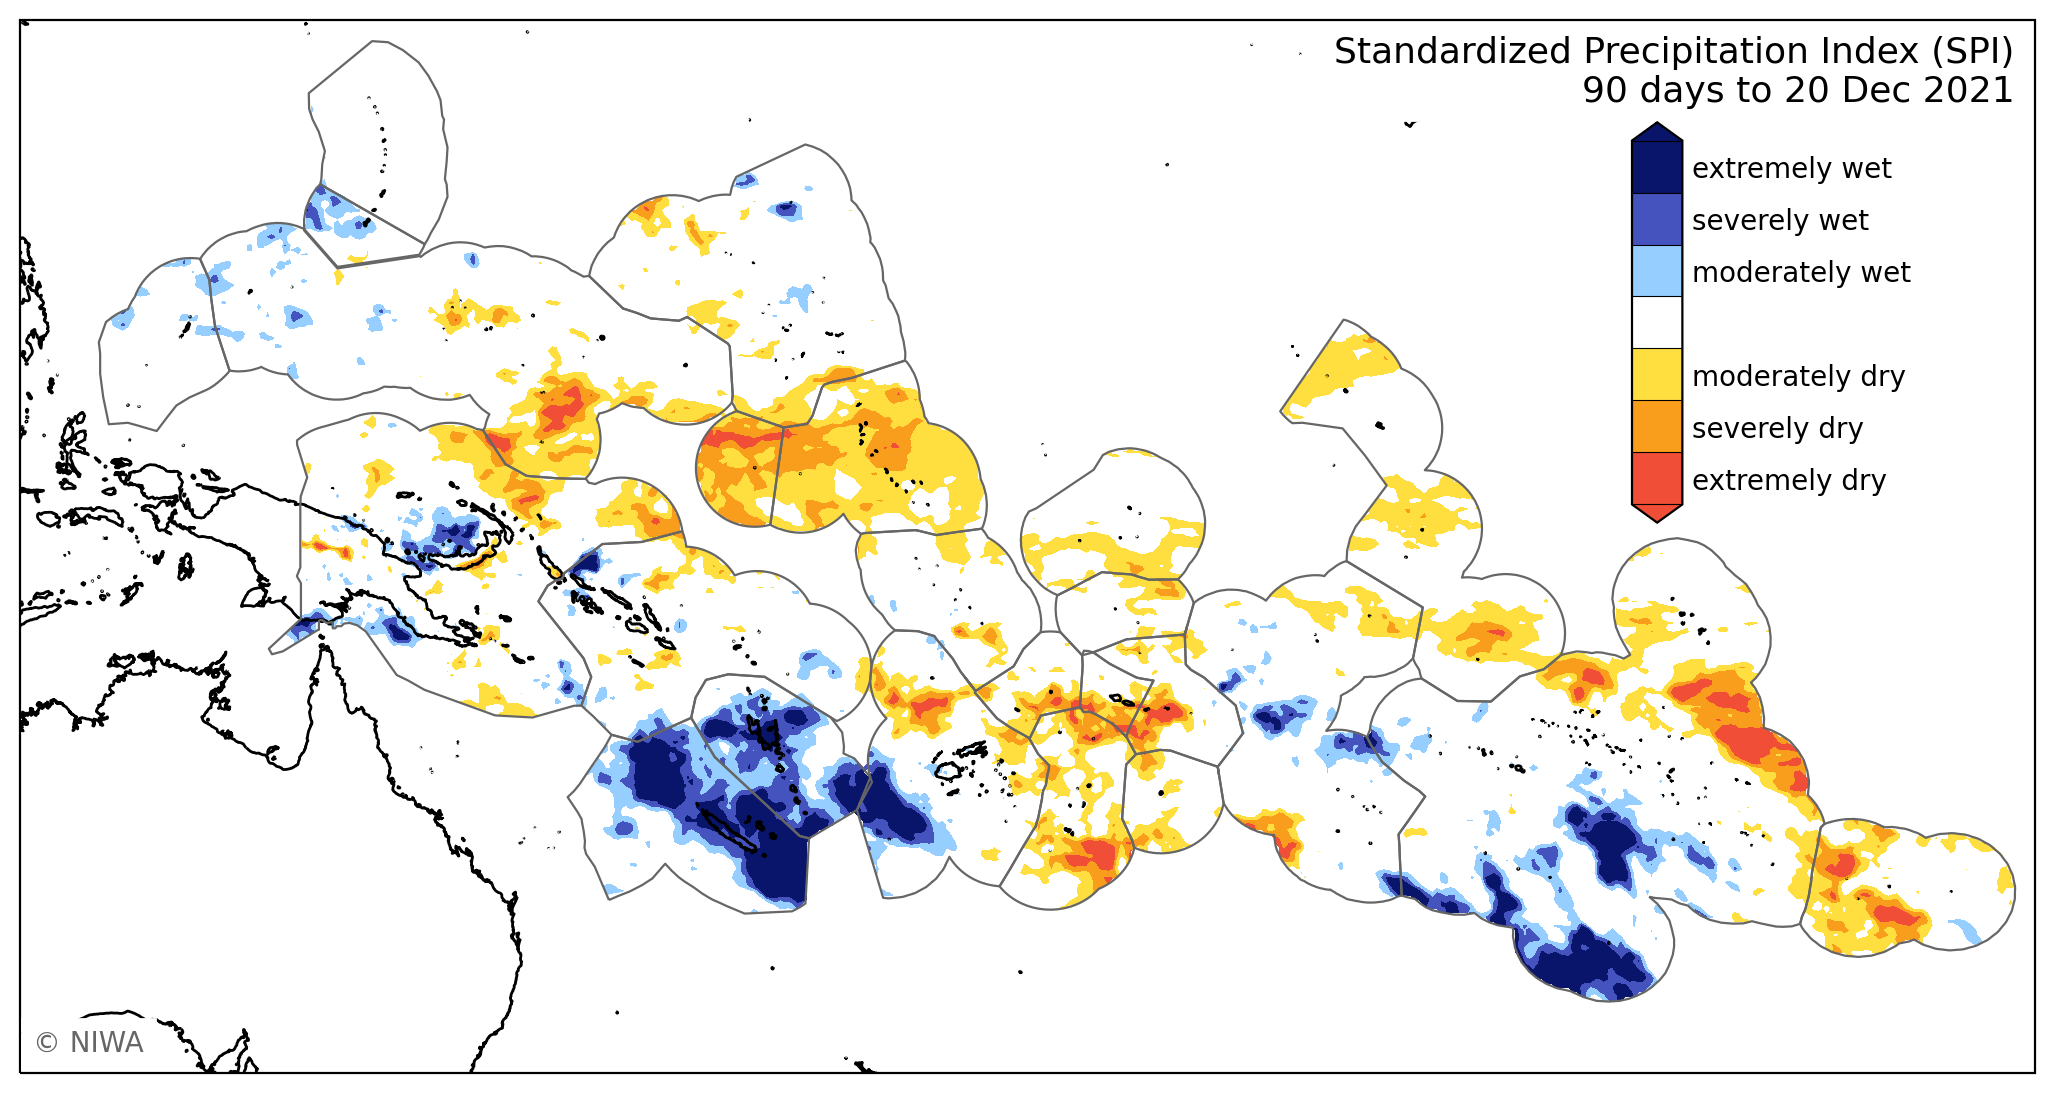 Standardized Precipitation Index (SPI)
90 days to 20 Dec 2021
extremely wet
severely wet
moderately wet
moderately dry
severely dry
extremely dry
© NIWA